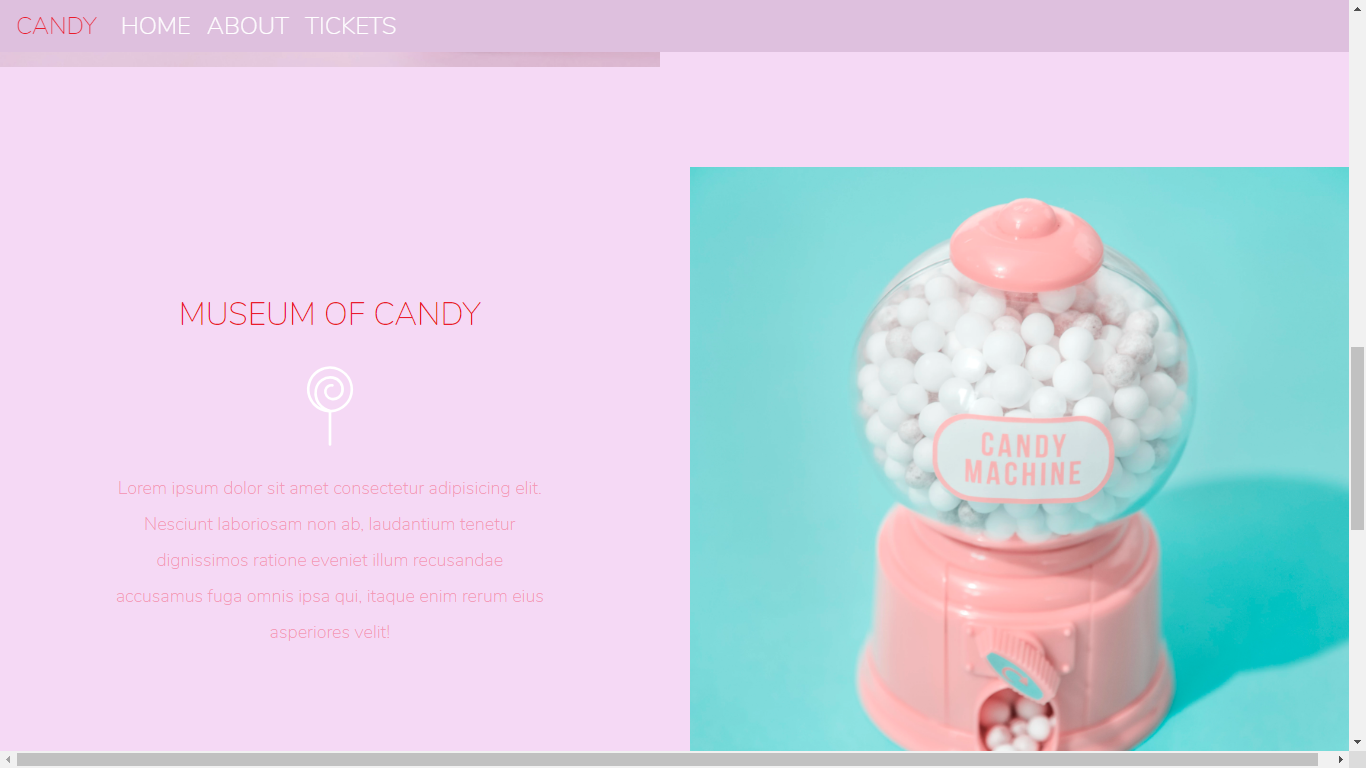 CANDY HOME ABOUT TICKETS
MUSEUM OF CANDY
Lorem ipsum dolor sit amet consectetur adipisicing elit.
Nesciunt laboriosam non ab, laudantium tenetur
dignissimos ratione eveniet illum recusandae
accusamus fuga omnis ipsa qui, itaque enim rerum eius
asperiores velit!
CANDY
MACHINE